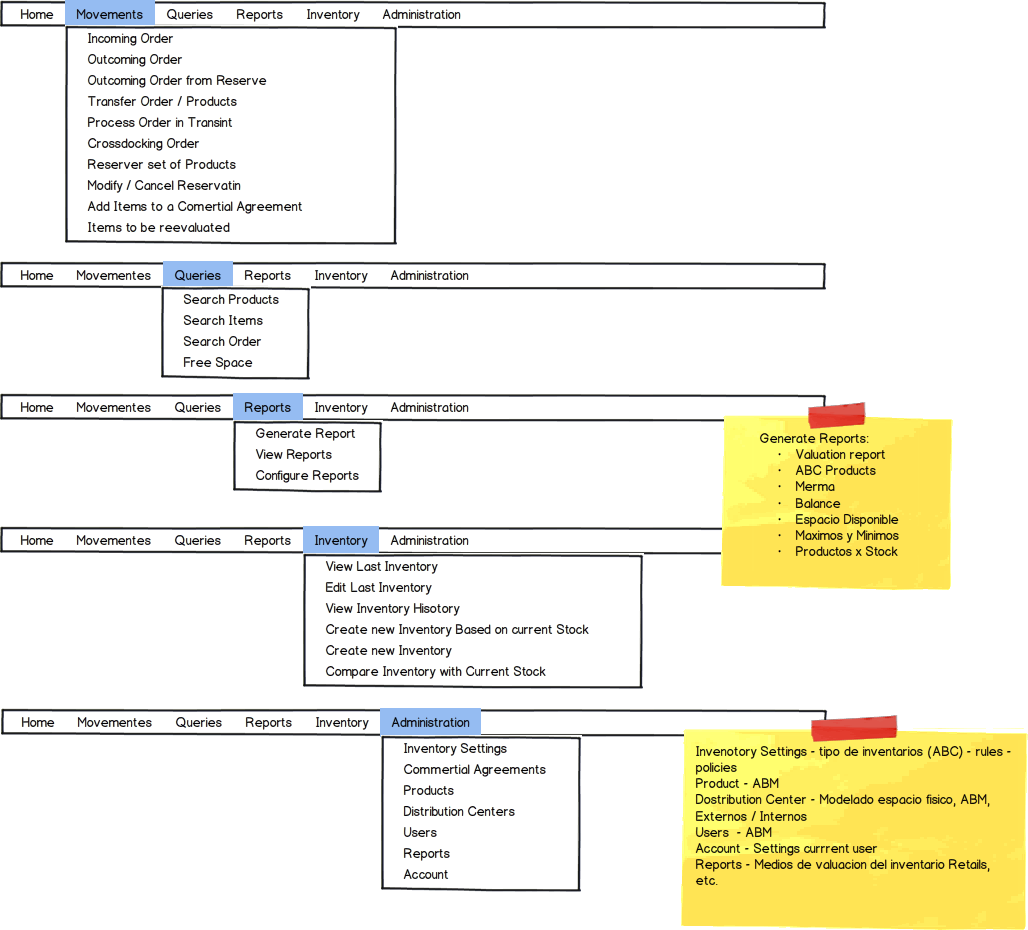 Home Movements Queries Reports Inventory Administration
Incoming Order
Outcoming Order
Outcoming Order from Reserve
Transfer Order / Products
Process Order in Transint
Crossdocking Order
Reserver set of Products
Modify / Cancel Reservatin
Add Items to a Comertial Agreement
Items to be reevaluated
Home Movementes Queries Reports Inventory Administration
Search Products
Search Items
Search Order
Free Space
Home Movementes Queries Reports Inventory Administration
Generate Report
View Reports
Configure Reports
Generate Reports:
· Valuation report
· ABC Products
· Merma
· Balance
· Espacio Disponible
· Maximos y Minimos
· Productos x Stock
Home Movementes Queries Reports Inventory Administration
View Last Inventory
Edit Last Inventory
View Inventory Hisotory
Create new Inventory Based on current Stock
Create new Inventory
Compare Inventory with Current Stock
Home Movementes Queries Reports Inventory Administration
Inventory Settings
Commertial Agreements
Products
Distribution Centers
Users
Reports
Account
Invenotory Settings - tipo de inventarios (ABC) - rules -
policies
Product - ABM
Dostribution Center - Modelado espacio fisico, ABM,
Externos / Internos
Users - ABM
Account - Settings currrent user
Reports - Medios de valuacion del inventario Retails,
etc.